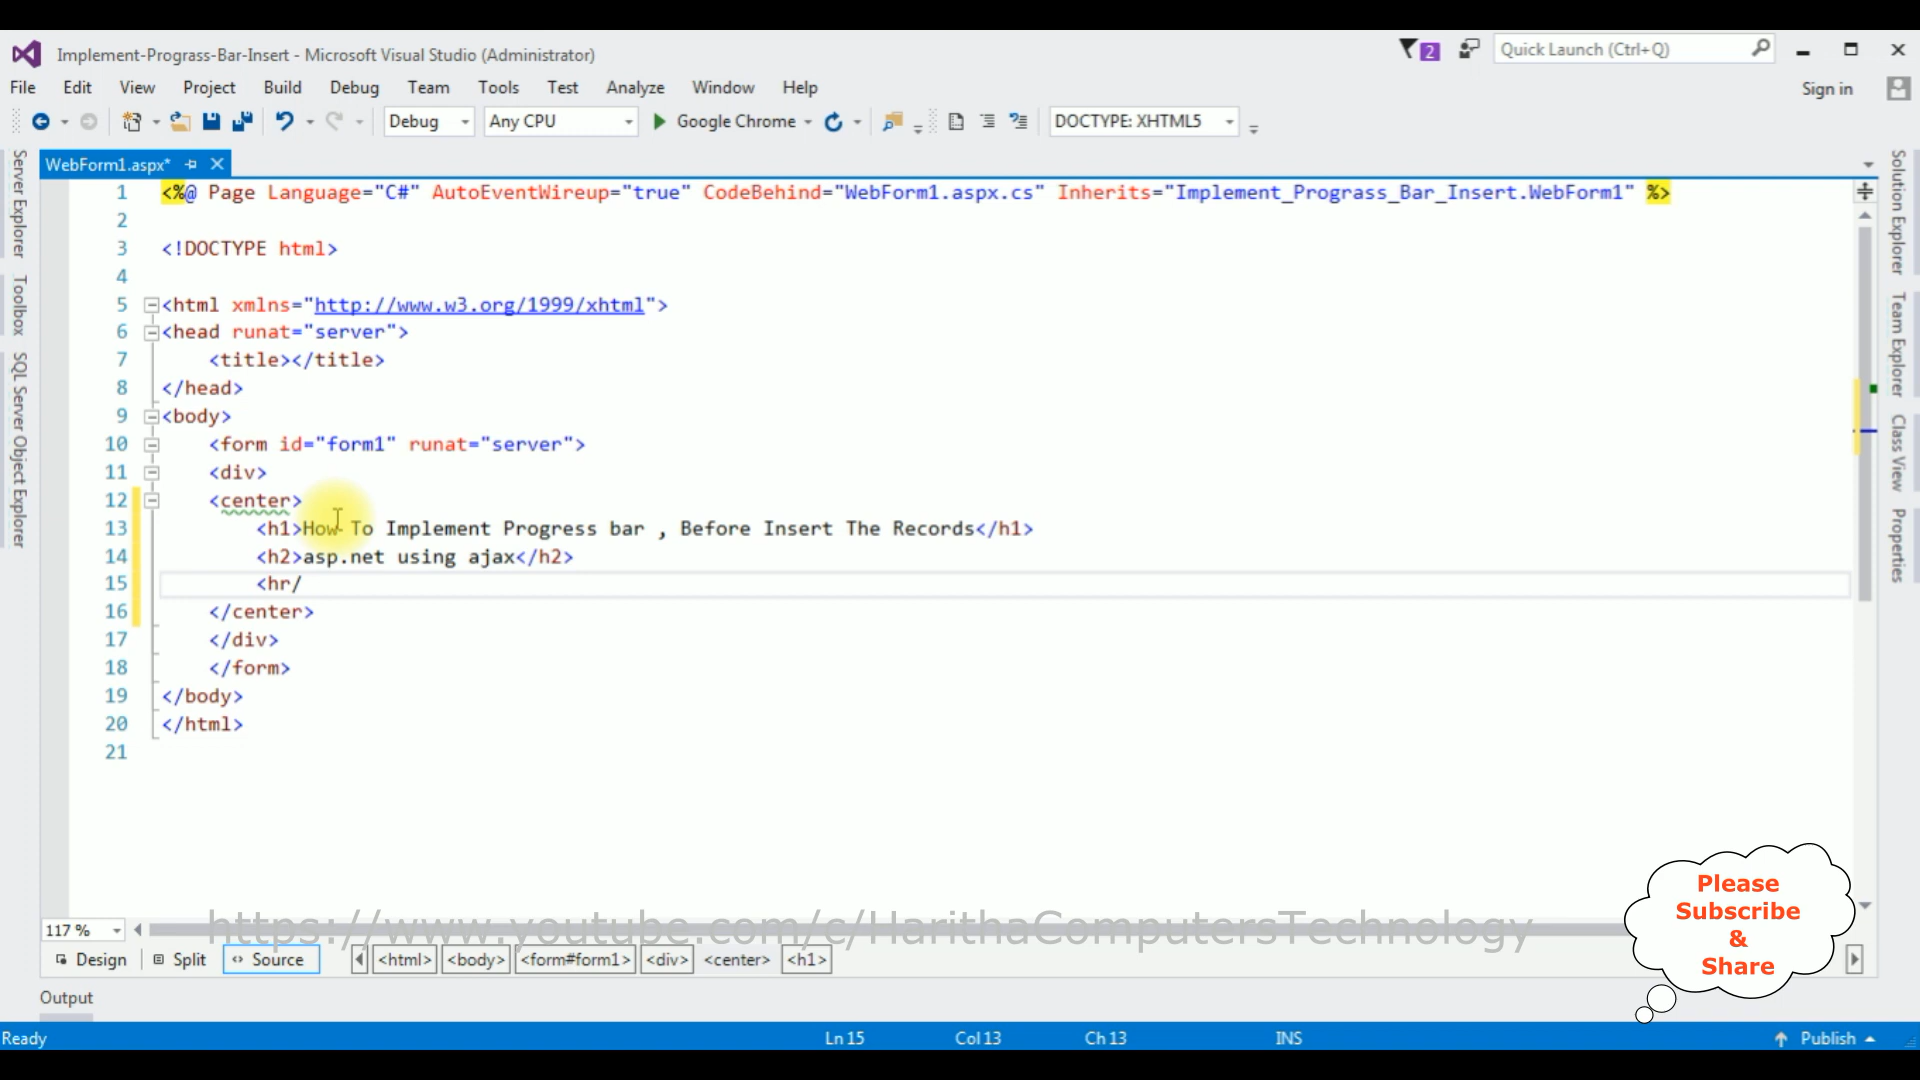 Implement-Prograss-Bar-Insert - Microsoft Visual Studio (Administrator)
2
Quick Launch (Ctrl+Q)
File Edit View Project Build Debug Team Tools Test Analyze Window Help
Sign in
Debug Any CPU Google Chrome DOCTYPE: XHTML5
WebForm1.aspx*
Server Explorer
Toolbox
SQL Server Object Explorer
1 <%@ Page Language="C#" AutoEventWireup="true" CodeBehind="WebForm1.aspx.cs" Inherits="Implement_Prograss_Bar_Insert.WebForm1" %>
2
3 <!DOCTYPE html>
4
5 <html xmlns="http://www.w3.org/1999/xhtml">
6 <head runat="server">
7 <title></title>
8 </head>
9 <body>
10 <form id="form1" runat="server">
11 <div>
12 <center>
13 <h1>How To Implement Progress bar , Before Insert The Records</h1>
14 <h2>asp.net using ajax</h2>
15 <hr/
16 </center>
17 </div>
18 </form>
19 </body>
20 </html>
21
Solution Explorer
Team Explorer
Class View
Properties
Please
Subscribe
&
Share
117 %
https://www.youtube.com/c/HarithaComputersTechnology
Design Split Source <html> <body> <form#form1> <div> <center> <h1>
Output
Ready Ln 15 Col 13 Ch 13 INS Publish